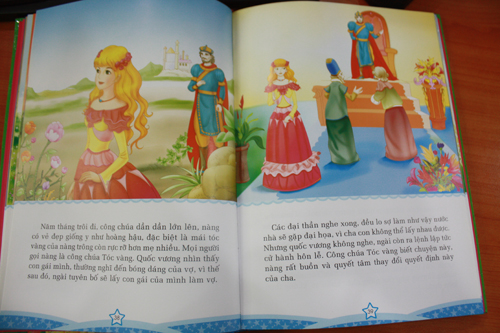 Năm tháng trôi đi, công chúa dần dần lớn lên, nàng
có vẻ đẹp giống y như hoàng hậu, đặc biệt là mái tóc
vàng của nàng trông còn rực rỡ hơn mẹ nhiều. Mọi người
gọi nàng là công chúa Tóc vàng. Quốc vương nhìn thấy
con gái mình, thường nghĩ đến bóng dáng của vợ, vì thế
sau đó, ngài tuyên bố sẽ lấy con gái của mình làm vợ.
Các đại thần nghe xong, đều lo sợ làm như vậy nước
nhà sẽ gặp đại họa, vì cha con không thể lấy nhau được.
Nhưng quốc vương không nghe, ngài còn ra lệnh lập tức
cử hành hôn lễ. Công chúa Tóc vàng biết chuyện này,
nàng rất buồn và quyết tâm thay đổi quyết định này
của cha.